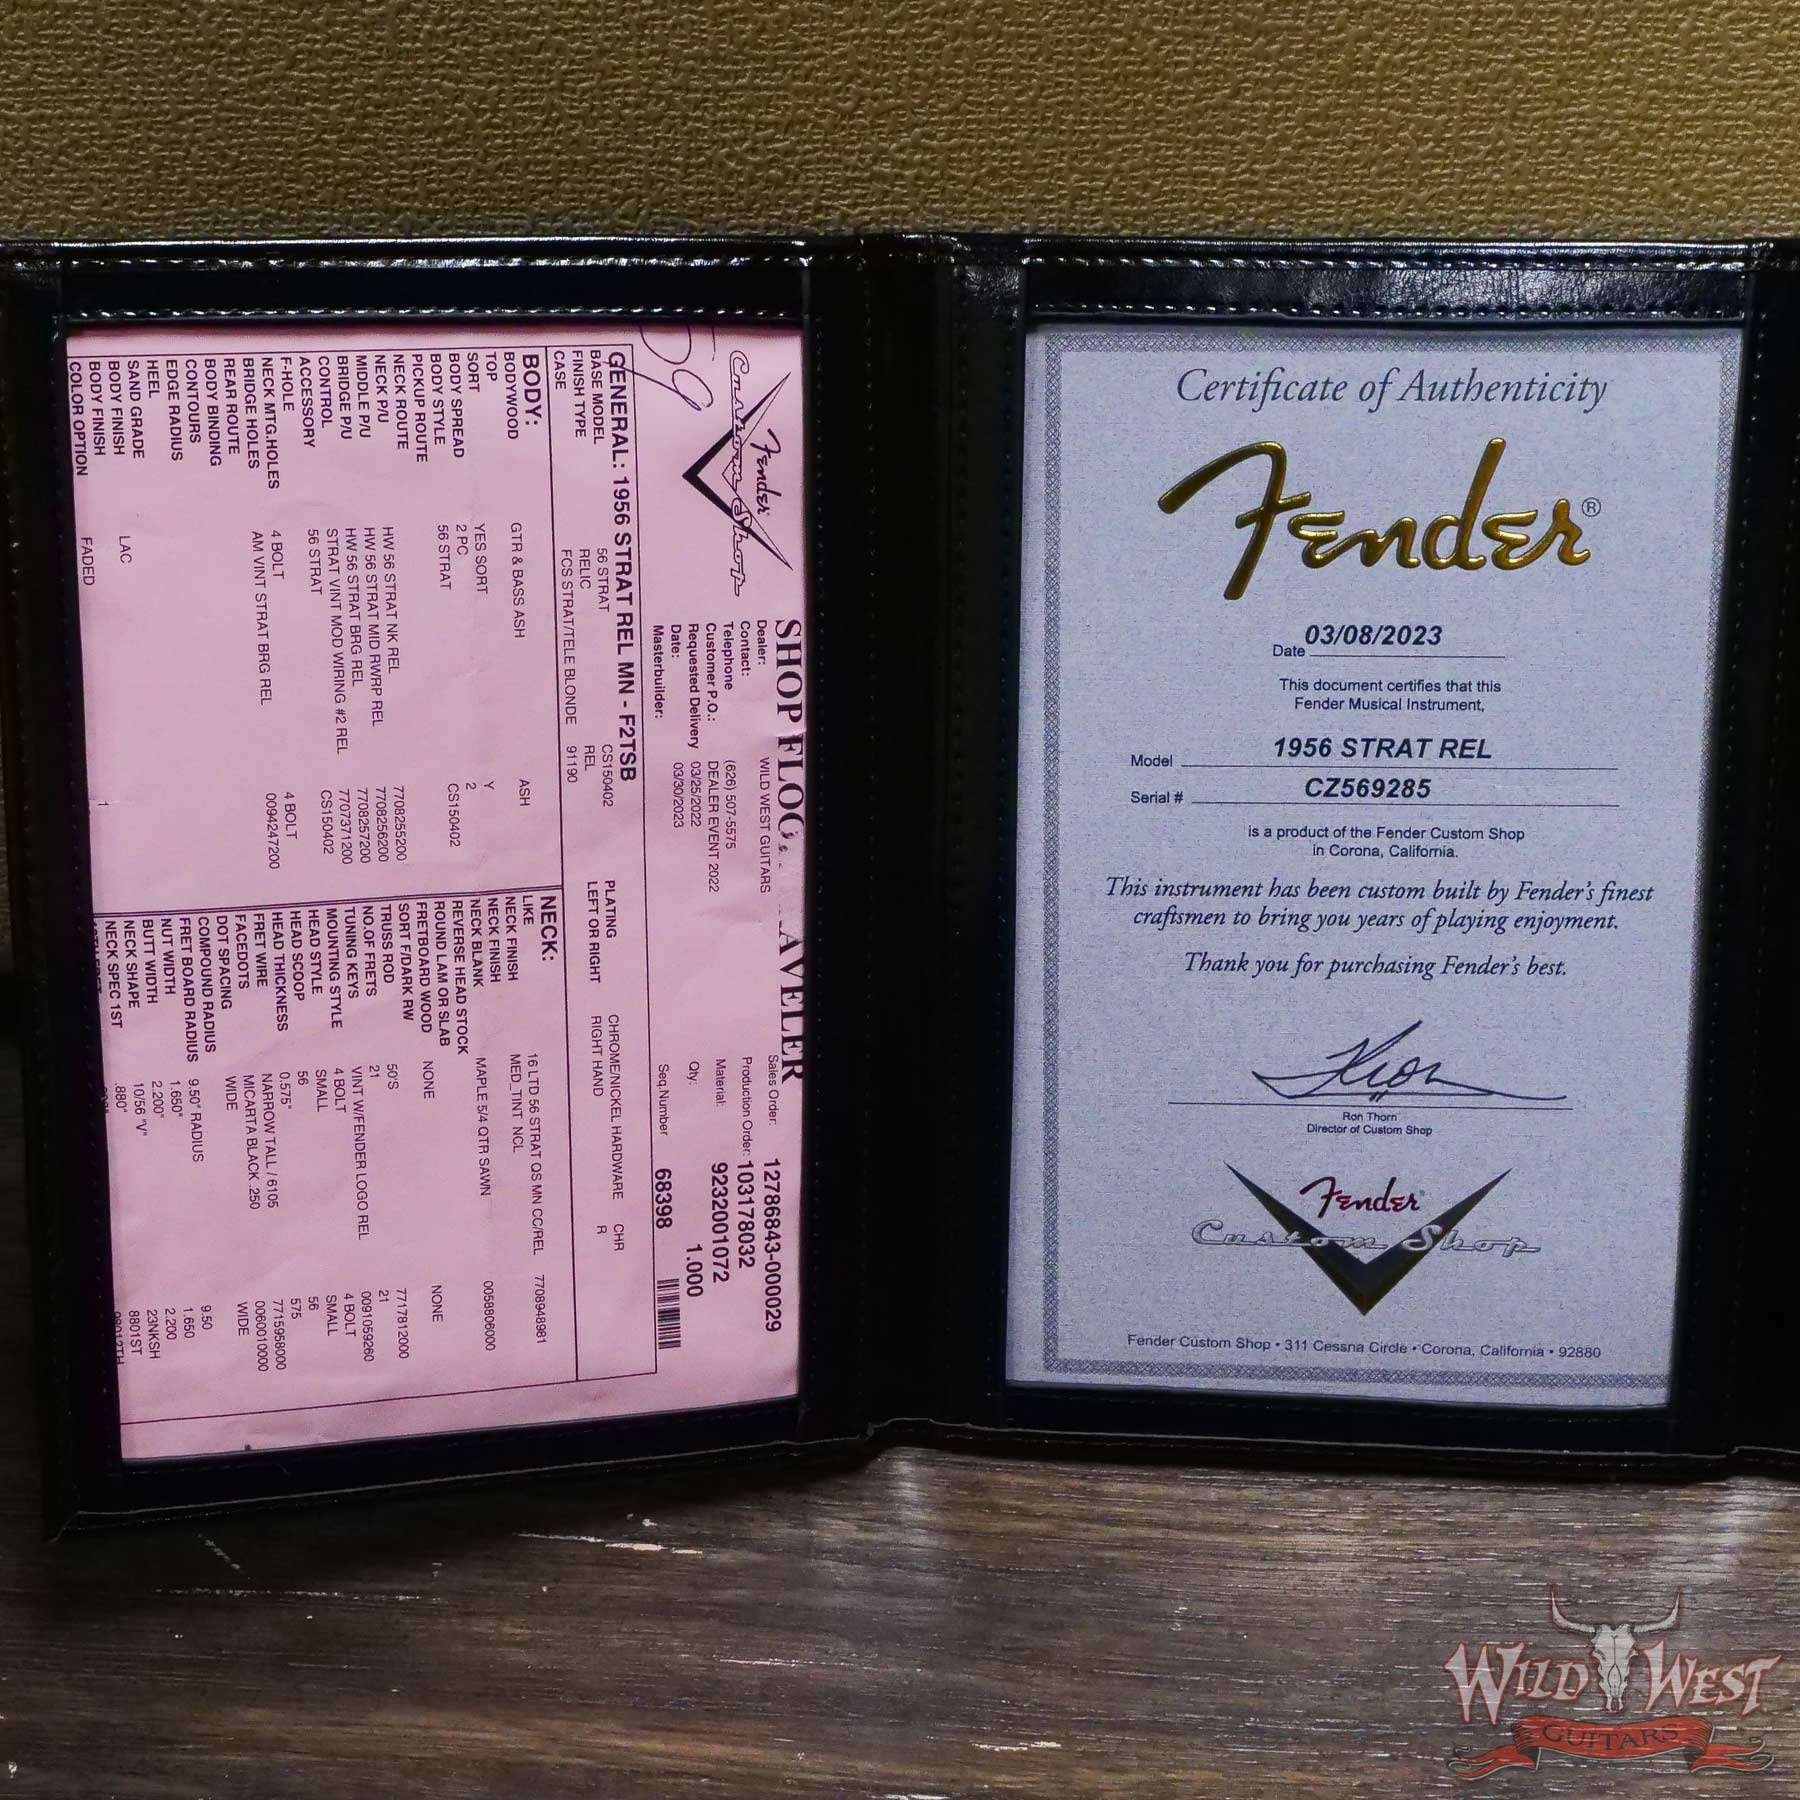 Fender
Custom Shop
SHOP FLOOR TRAVELER
Dealer: WILD WEST GUITARS
Contact:
Telephone (626) 507-5575
Customer P.O.: DEALER EVENT 2022
Requested Delivery 03/25/2022
Date: 03/30/2023
Masterbuilder:
Sales Order: 12786843-000029
Production Order: 103178032
Material: 9232001072
Qty: 1.000
Seq.Number 68398
GENERAL: 1956 STRAT REL MN - F2TSB
BASE MODEL 56 STRAT CS150402
FINISH TYPE RELIC REL
CASE FCS STRAT/TELE BLONDE 91190
PLATING CHROME/NICKEL HARDWARE CHR
LEFT OR RIGHT RIGHT HAND R
BODY:
BODYWOOD GTR & BASS ASH ASH
TOP
SORT YES SORT Y
BODY SPREAD 2 PC 2
BODY STYLE 56 STRAT CS150402
PICKUP ROUTE
NECK ROUTE
NECK P/U HW 56 STRAT NK REL 7708255200
MIDDLE P/U HW 56 STRAT MID RWRP REL 7708256200
BRIDGE P/U HW 56 STRAT BRG REL 7708257200
CONTROL STRAT VINT MOD WIRING #2 REL 7707371200
ACCESSORY 56 STRAT CS150402
F-HOLE
NECK MTG.HOLES 4 BOLT 4 BOLT
BRIDGE HOLES AM VINT STRAT BRG REL 0094247200
REAR ROUTE
BODY BINDING
CONTOURS
EDGE RADIUS
HEEL
SAND GRADE
BODY FINISH LAC
BODY FINISH
COLOR OPTION FADED 1
NECK:
LIKE 16 LTD 56 STRAT QS MN CC/REL 7708948981
NECK FINISH MED_TINT NCL
NECK FINISH
NECK BLANK MAPLE 5/4 QTR SAWN 0058806000
REVERSE HEAD STOCK
ROUND LAM OR SLAB
FRETBOARD WOOD NONE NONE
SORT F/DARK RW
TRUSS ROD 50'S 7717812000
NO.OF FRETS 21 21
TUNING KEYS VINT W/FENDER LOGO REL 0091059260
MOUNTING STYLE 4 BOLT 4 BOLT
HEAD STYLE SMALL SMALL
HEAD SCOOP 56 56
HEAD THICKNESS 0.575" 575
FRET WIRE NARROW TALL / 6105 7715958000
FACEDOTS MICARTA BLACK .250 0060010000
DOT SPACING WIDE WIDE
COMPOUND RADIUS
FRET BOARD RADIUS 9.50" RADIUS 9.50
NUT WIDTH 1.650" 1.650
BUTT WIDTH 2.200" 2.200
NECK SHAPE 10/56 "V" 23NKSH
NECK SPEC 1ST .880" 8801ST
Certificate of Authenticity
Fender®
03/08/2023
Date
This document certifies that this
Fender Musical Instrument,
Model 1956 STRAT REL
Serial # CZ569285
is a product of the Fender Custom Shop
in Corona, California.
This instrument has been custom built by Fender's finest
craftsmen to bring you years of playing enjoyment.
Thank you for purchasing Fender's best.
Ron Thorn
Director of Custom Shop
Fender
Custom Shop
Fender Custom Shop • 311 Cessna Circle • Corona, California • 92880
WILD WEST
GUITARS